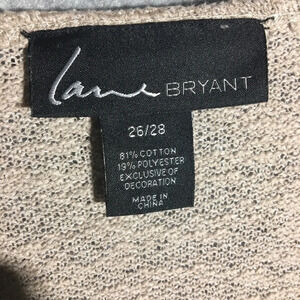 Lane BRYANT
26/28
81% COTTON
19% POLYESTER
EXCLUSIVE OF
DECORATION
MADE IN
CHINA